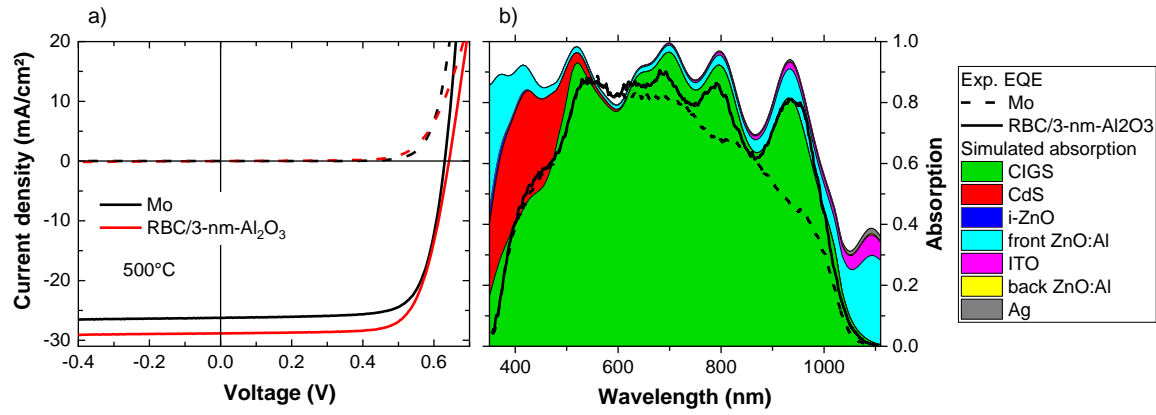 a)
b)
20
10
0
-10
-20
-30
Current density (mA/cm²)
Mo
RBC/3-nm-Al₂O₃
500°C
-0.4
-0.2
0.0
0.2
0.4
0.6
Voltage (V)
1.0
0.8
0.6
0.4
0.2
0.0
Absorption
400
600
800
1000
Wavelength (nm)
Exp. EQE
Mo
RBC/3-nm-Al2O3
Simulated absorption
CIGS
CdS
i-ZnO
front ZnO:Al
ITO
back ZnO:Al
Ag